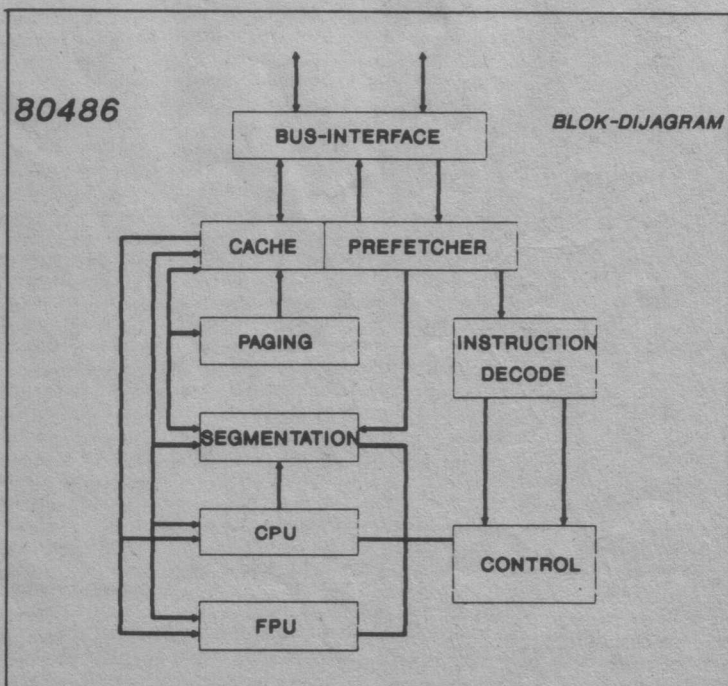 80486
BLOK-DIJAGRAM
BUS-INTERFACE
CACHE
PREFETCHER
PAGING
INSTRUCTION
DECODE
SEGMENTATION
CPU
CONTROL
FPU